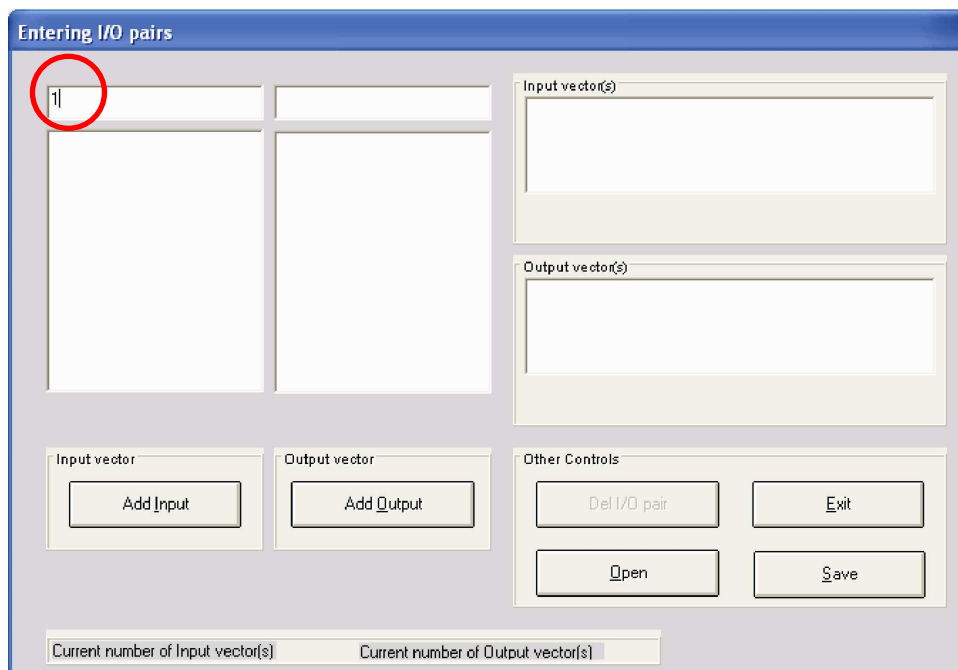 Entering I/O pairs
1
Input vector(s)
Output vector(s)
Input vector
Output vector
Other Controls
Add Input
Add Output
Del I/O pair
Exit
Open
Save
Current number of Input vector(s)
Current number of Output vector(s)